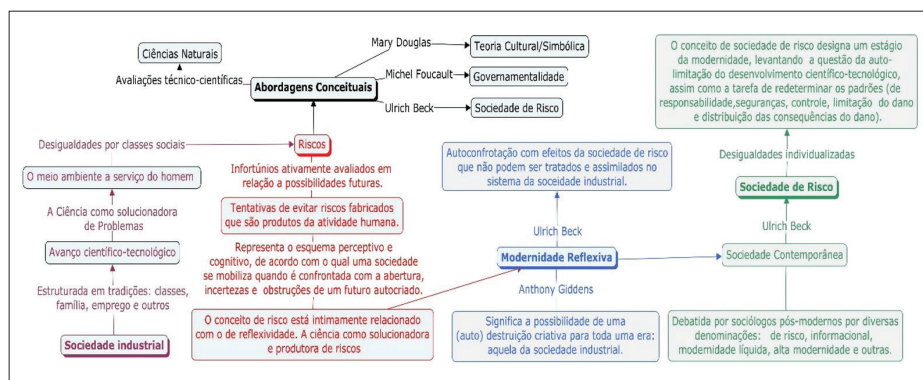 Mary Douglas
Teoria Cultural/Simbólica
Ciências Naturais
Avaliações técnico-científicas
Michel Foucault
Governamentalidade
Abordagens Conceituais
Ulrich Beck
Sociedade de Risco
O conceito de sociedade de risco designa um estágio
da modernidade, levantando a questão da auto-
limitação do desenvolvimento científico-tecnológico,
assim como a tarefa de redeterminar os padrões (de
responsabilidade,seguranças, controle, limitação do dano
e distribuição das consequências do dano).
Desigualdades por classes sociais
Riscos
Infortúnios ativamente avaliados em
relação a possibilidades futuras.
Tentativas de evitar riscos fabricados
que são produtos da atividade humana.
Representa o esquema perceptivo e
cognitivo, de acordo com o qual uma sociedade
se mobiliza quando é confrontada com a abertura,
incertezas e obstruções de um futuro autocriado.
O conceito de risco está intimamente relacionado
com o de reflexividade. A ciência como solucionadora
e produtora de riscos
O meio ambiente a serviço do homem
A Ciência como solucionadora
de Problemas
Avanço científico-tecnológico
Estruturada em tradições: classes,
família, emprego e outros
Sociedade industrial
Autoconfrotação com efeitos da sociedade de risco
que não podem ser tratados e assimilados no
sistema da soceidade industrial.
Ulrich Beck
Modernidade Reflexiva
Anthony Giddens
Significa a possibilidade de uma
(auto) destruição criativa para toda uma era:
aquela da sociedade industrial.
Desigualdades individualizadas
Sociedade de Risco
Ulrich Beck
Sociedade Contemporânea
Debatida por sociólogos pós-modernos por diversas
denominações: de risco, informacional,
modernidade líquida, alta modernidade e outras.